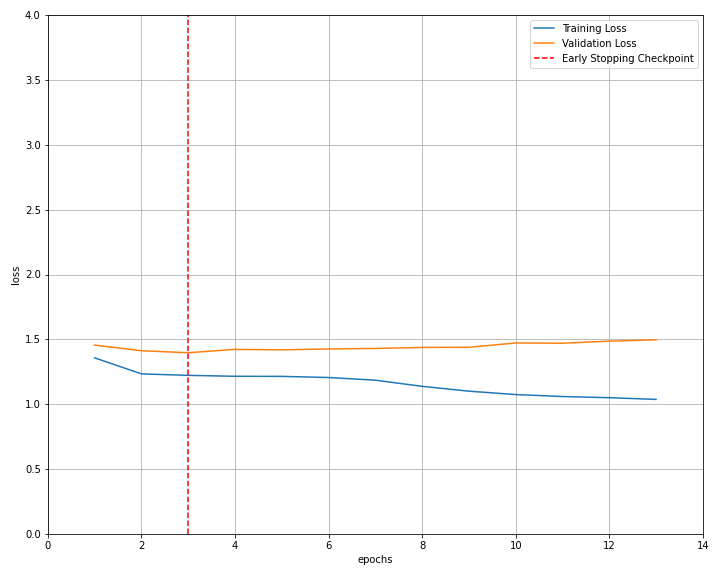 4.0
3.5
3.0
2.5
2.0
1.5
1.0
0.5
0.0
loss
0 2 4 6 8 10 12 14
epochs
Training Loss
Validation Loss
Early Stopping Checkpoint